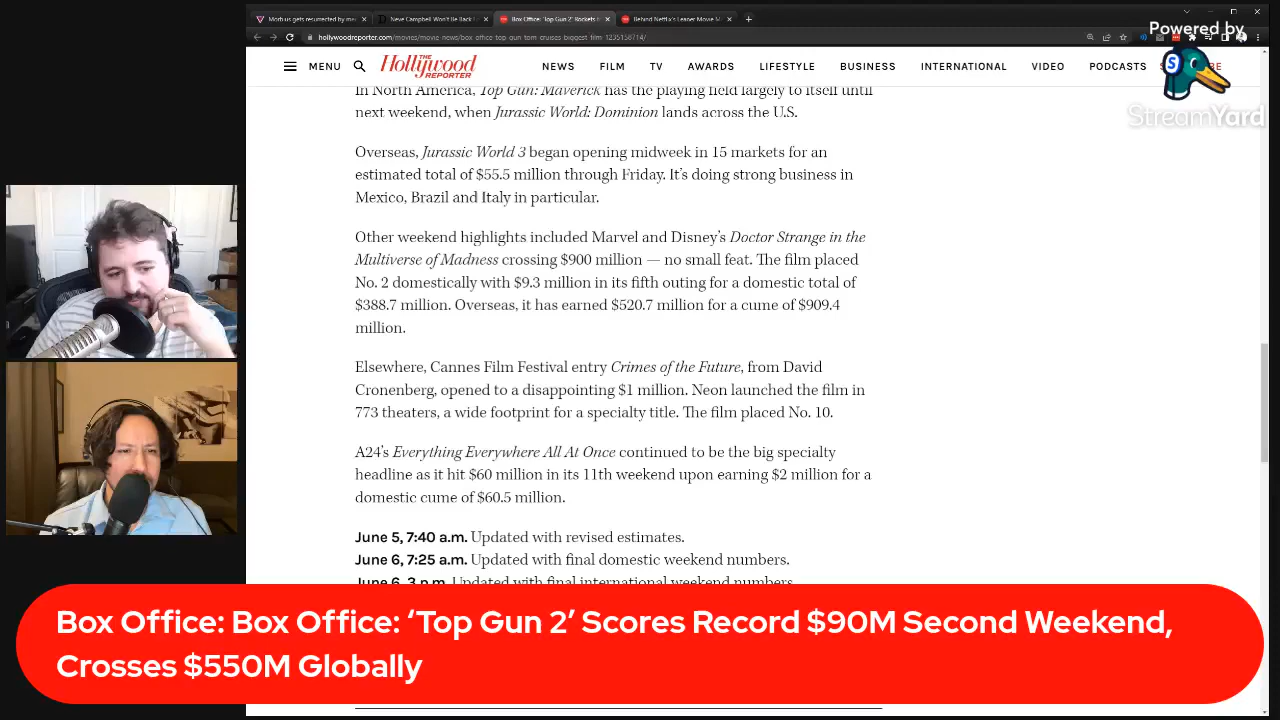 Morbius gets resurrected by me
Neve Campbell Won't Be Back
Box Office: 'Top Gun 2' Rockets
Behind Netflix's Leaner Movie M
hollywoodreporter.com/movies/movie-news/box-office-top-gun-tom-cruises-biggest-film-1235158714/
Powered by
StreamYard
MENU
THE
Hollywood
REPORTER
NEWS FILM TV AWARDS LIFESTYLE BUSINESS INTERNATIONAL VIDEO PODCASTS
In North America, Top Gun: Maverick has the playing field largely to itself until
next weekend, when Jurassic World: Dominion lands across the U.S.
Overseas, Jurassic World 3 began opening midweek in 15 markets for an
estimated total of $55.5 million through Friday. It's doing strong business in
Mexico, Brazil and Italy in particular.
Other weekend highlights included Marvel and Disney's Doctor Strange in the
Multiverse of Madness crossing $900 million — no small feat. The film placed
No. 2 domestically with $9.3 million in its fifth outing for a domestic total of
$388.7 million. Overseas, it has earned $520.7 million for a cume of $909.4
million.
Elsewhere, Cannes Film Festival entry Crimes of the Future, from David
Cronenberg, opened to a disappointing $1 million. Neon launched the film in
773 theaters, a wide footprint for a specialty title. The film placed No. 10.
A24's Everything Everywhere All At Once continued to be the big specialty
headline as it hit $60 million in its 11th weekend upon earning $2 million for a
domestic cume of $60.5 million.
June 5, 7:40 a.m. Updated with revised estimates.
June 6, 7:25 a.m. Updated with final domestic weekend numbers.
June 6, 3 p.m. Updated with final international weekend numbers.
Box Office: Box Office: ‘Top Gun 2’ Scores Record $90M Second Weekend,
Crosses $550M Globally